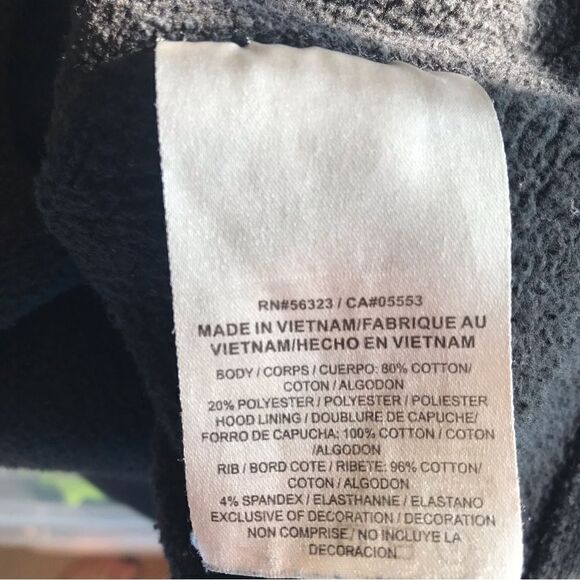 RN#56323 / CA#05553
MADE IN VIETNAM/FABRIQUE AU
VIETNAM/HECHO EN VIETNAM
BODY / CORPS / CUERPO: 80% COTTON/
COTON / ALGODON
20% POLYESTER / POLYESTER / POLIESTER
HOOD LINING / DOUBLURE DE CAPUCHE/
FORRO DE CAPUCHA: 100% COTTON / COTON
/ALGODON
RIB / BORD COTE / RIBETE: 96% COTTON/
COTON / ALGODON
4% SPANDEX / ELASTHANNE / ELASTANO
EXCLUSIVE OF DECORATION / DECORATION
NON COMPRISE / NO INCLUYE LA
DECORACION